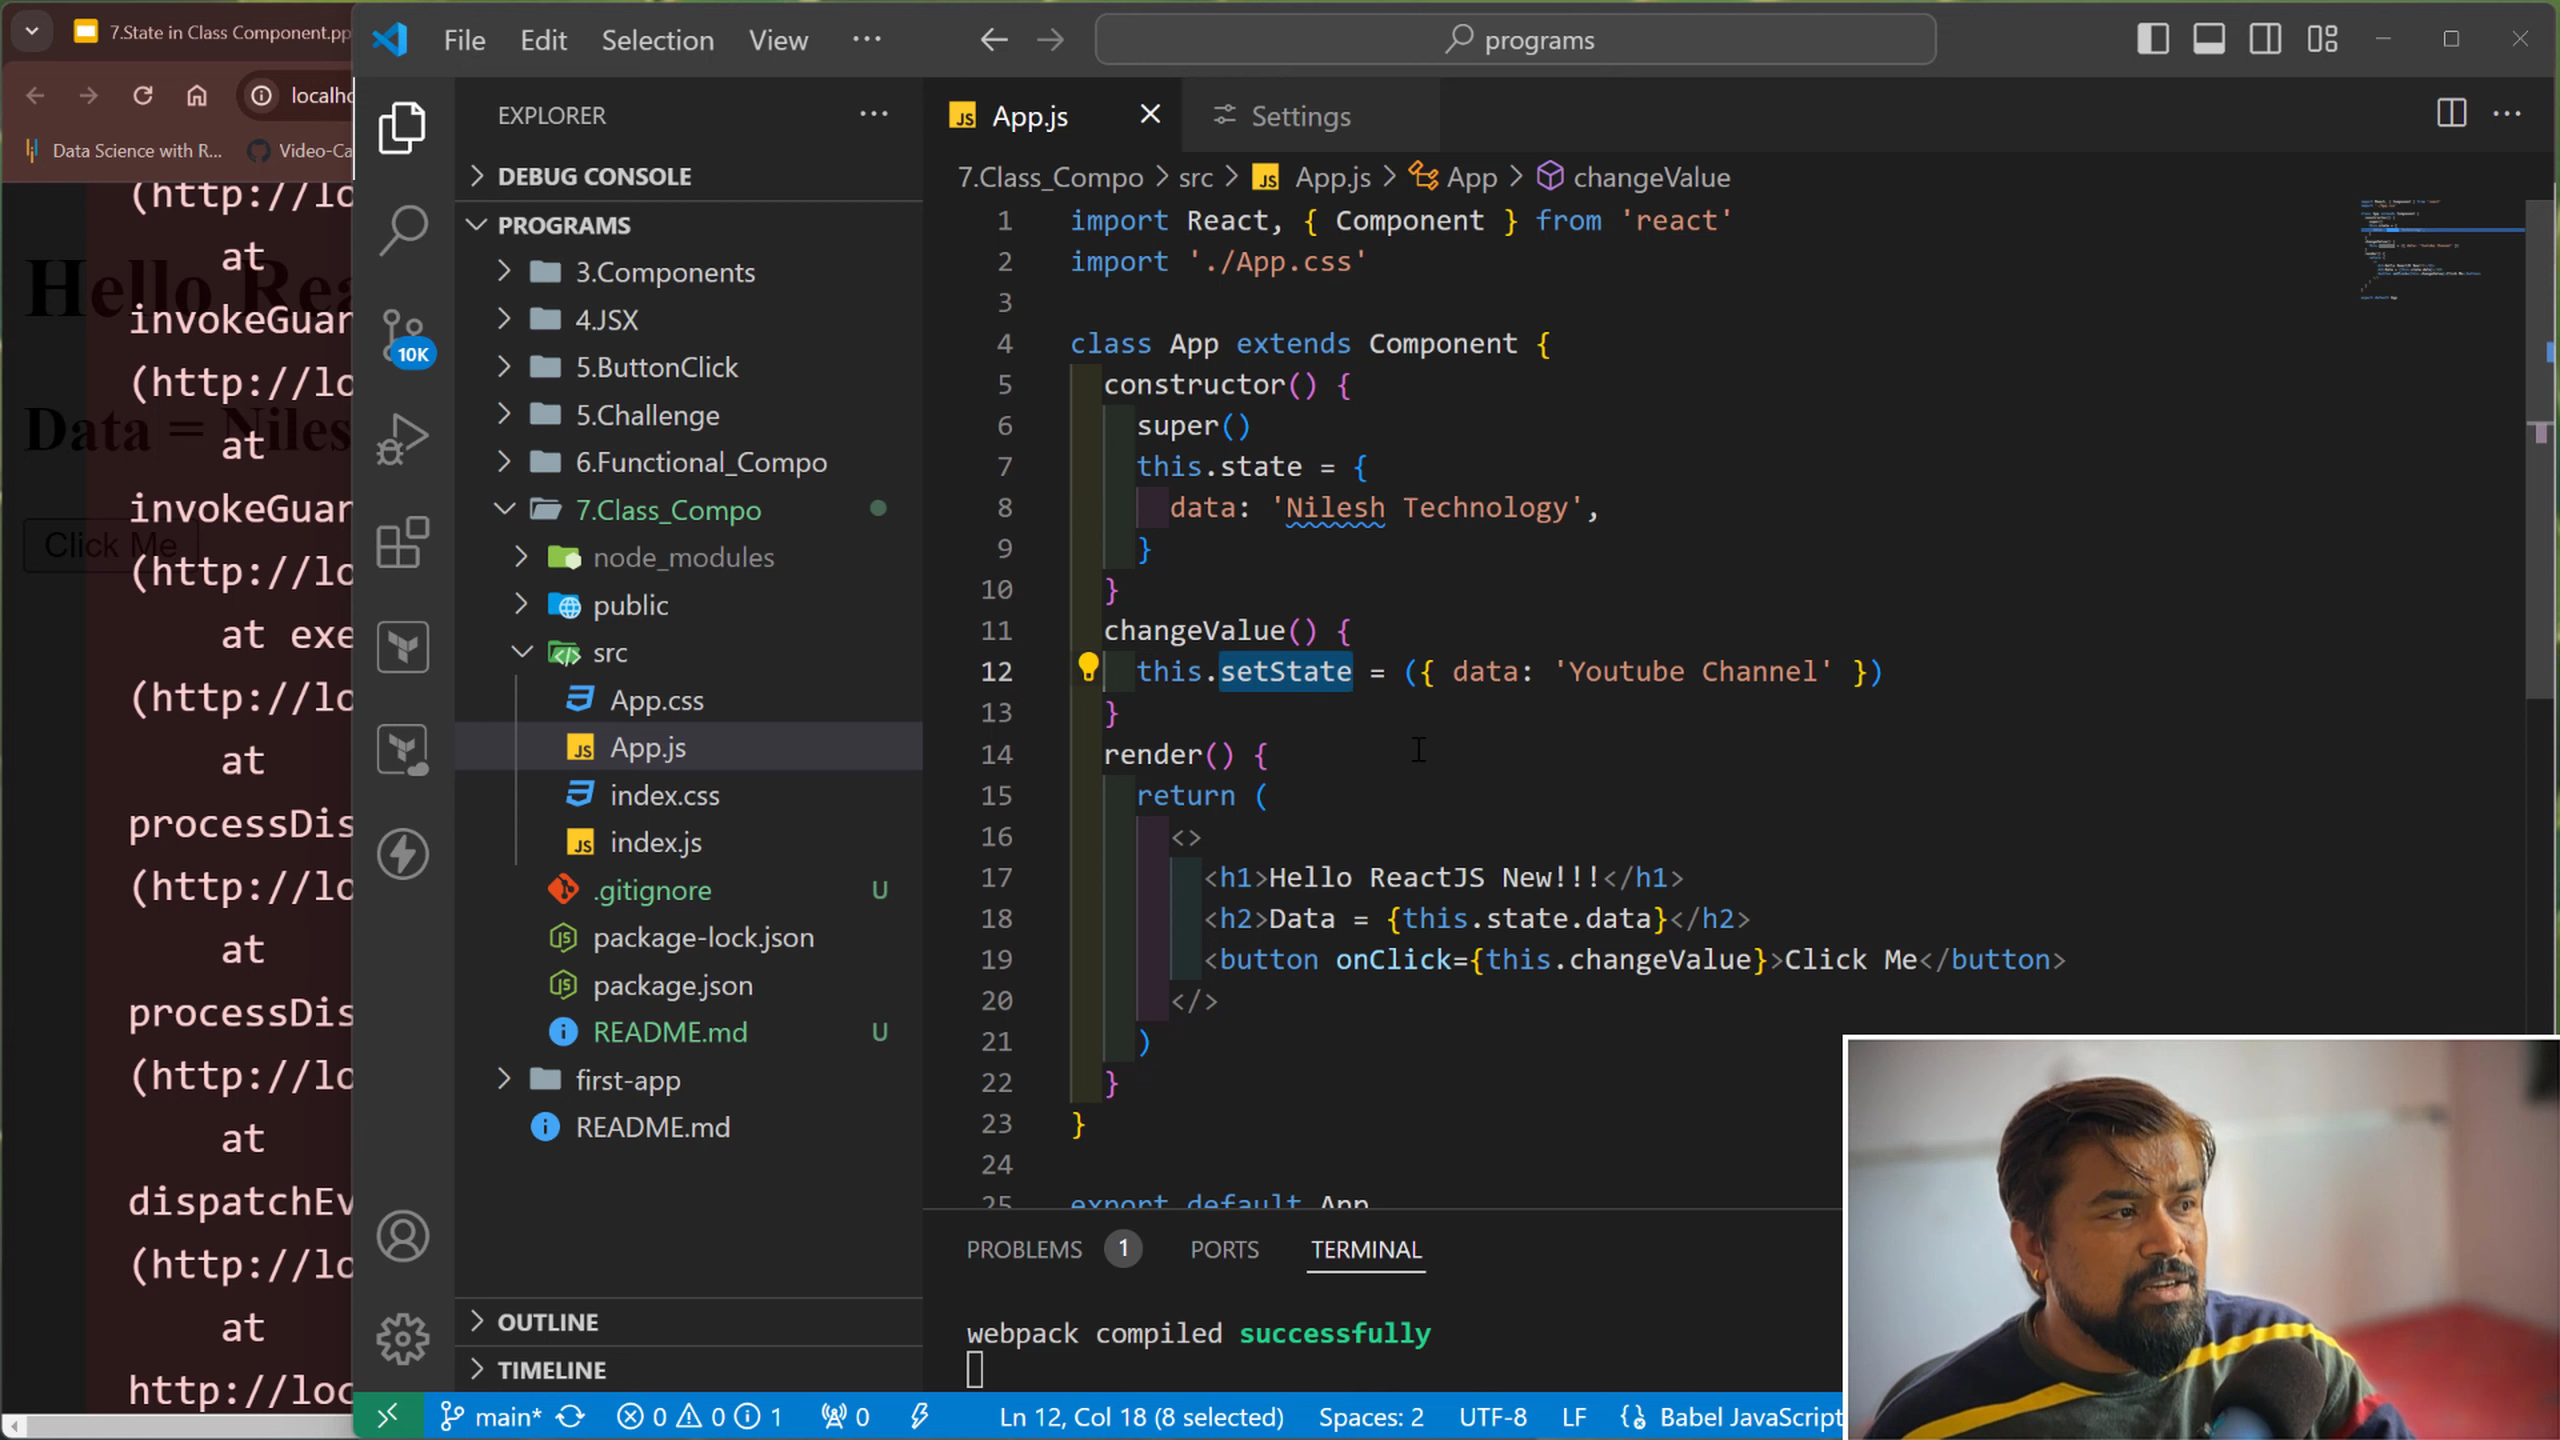 7.State in Class Component.pp
localho
Data Science with R...
Video-Ca
(http://lo
at
Hello Rea
invokeGuar
(http://lo
Data = Niles
at
invokeGuar
Click Me
(http://lo
at exe
(http://lo
at
processDis
(http://lo
at
processDis
(http://lo
at
dispatchEv
(http://lo
at
http://loc
File Edit Selection View ...
programs
EXPLORER
DEBUG CONSOLE
PROGRAMS
3.Components
4.JSX
5.ButtonClick
5.Challenge
6.Functional_Compo
7.Class_Compo
node_modules
public
src
App.css
JS App.js
index.css
JS index.js
.gitignore U
package-lock.json
package.json
README.md U
first-app
README.md
OUTLINE
TIMELINE
10K
JS App.js
Settings
7.Class_Compo > src > JS App.js > App > changeValue
1 import React, { Component } from 'react'
2 import './App.css'
3
4 class App extends Component {
5 constructor() {
6 super()
7 this.state = {
8 data: 'Nilesh Technology',
9 }
10 }
11 changeValue() {
12 this.setState = ({ data: 'Youtube Channel' })
13 }
14 render() {
15 return (
16 <>
17 <h1>Hello ReactJS New!!!</h1>
18 <h2>Data = {this.state.data}</h2>
19 <button onClick={this.changeValue}>Click Me</button>
20 </>
21 )
22 }
23 }
24
25 export default App
PROBLEMS 1 PORTS TERMINAL
webpack compiled successfully
main* 0 0 1 0 Ln 12, Col 18 (8 selected) Spaces: 2 UTF-8 LF Babel JavaScript